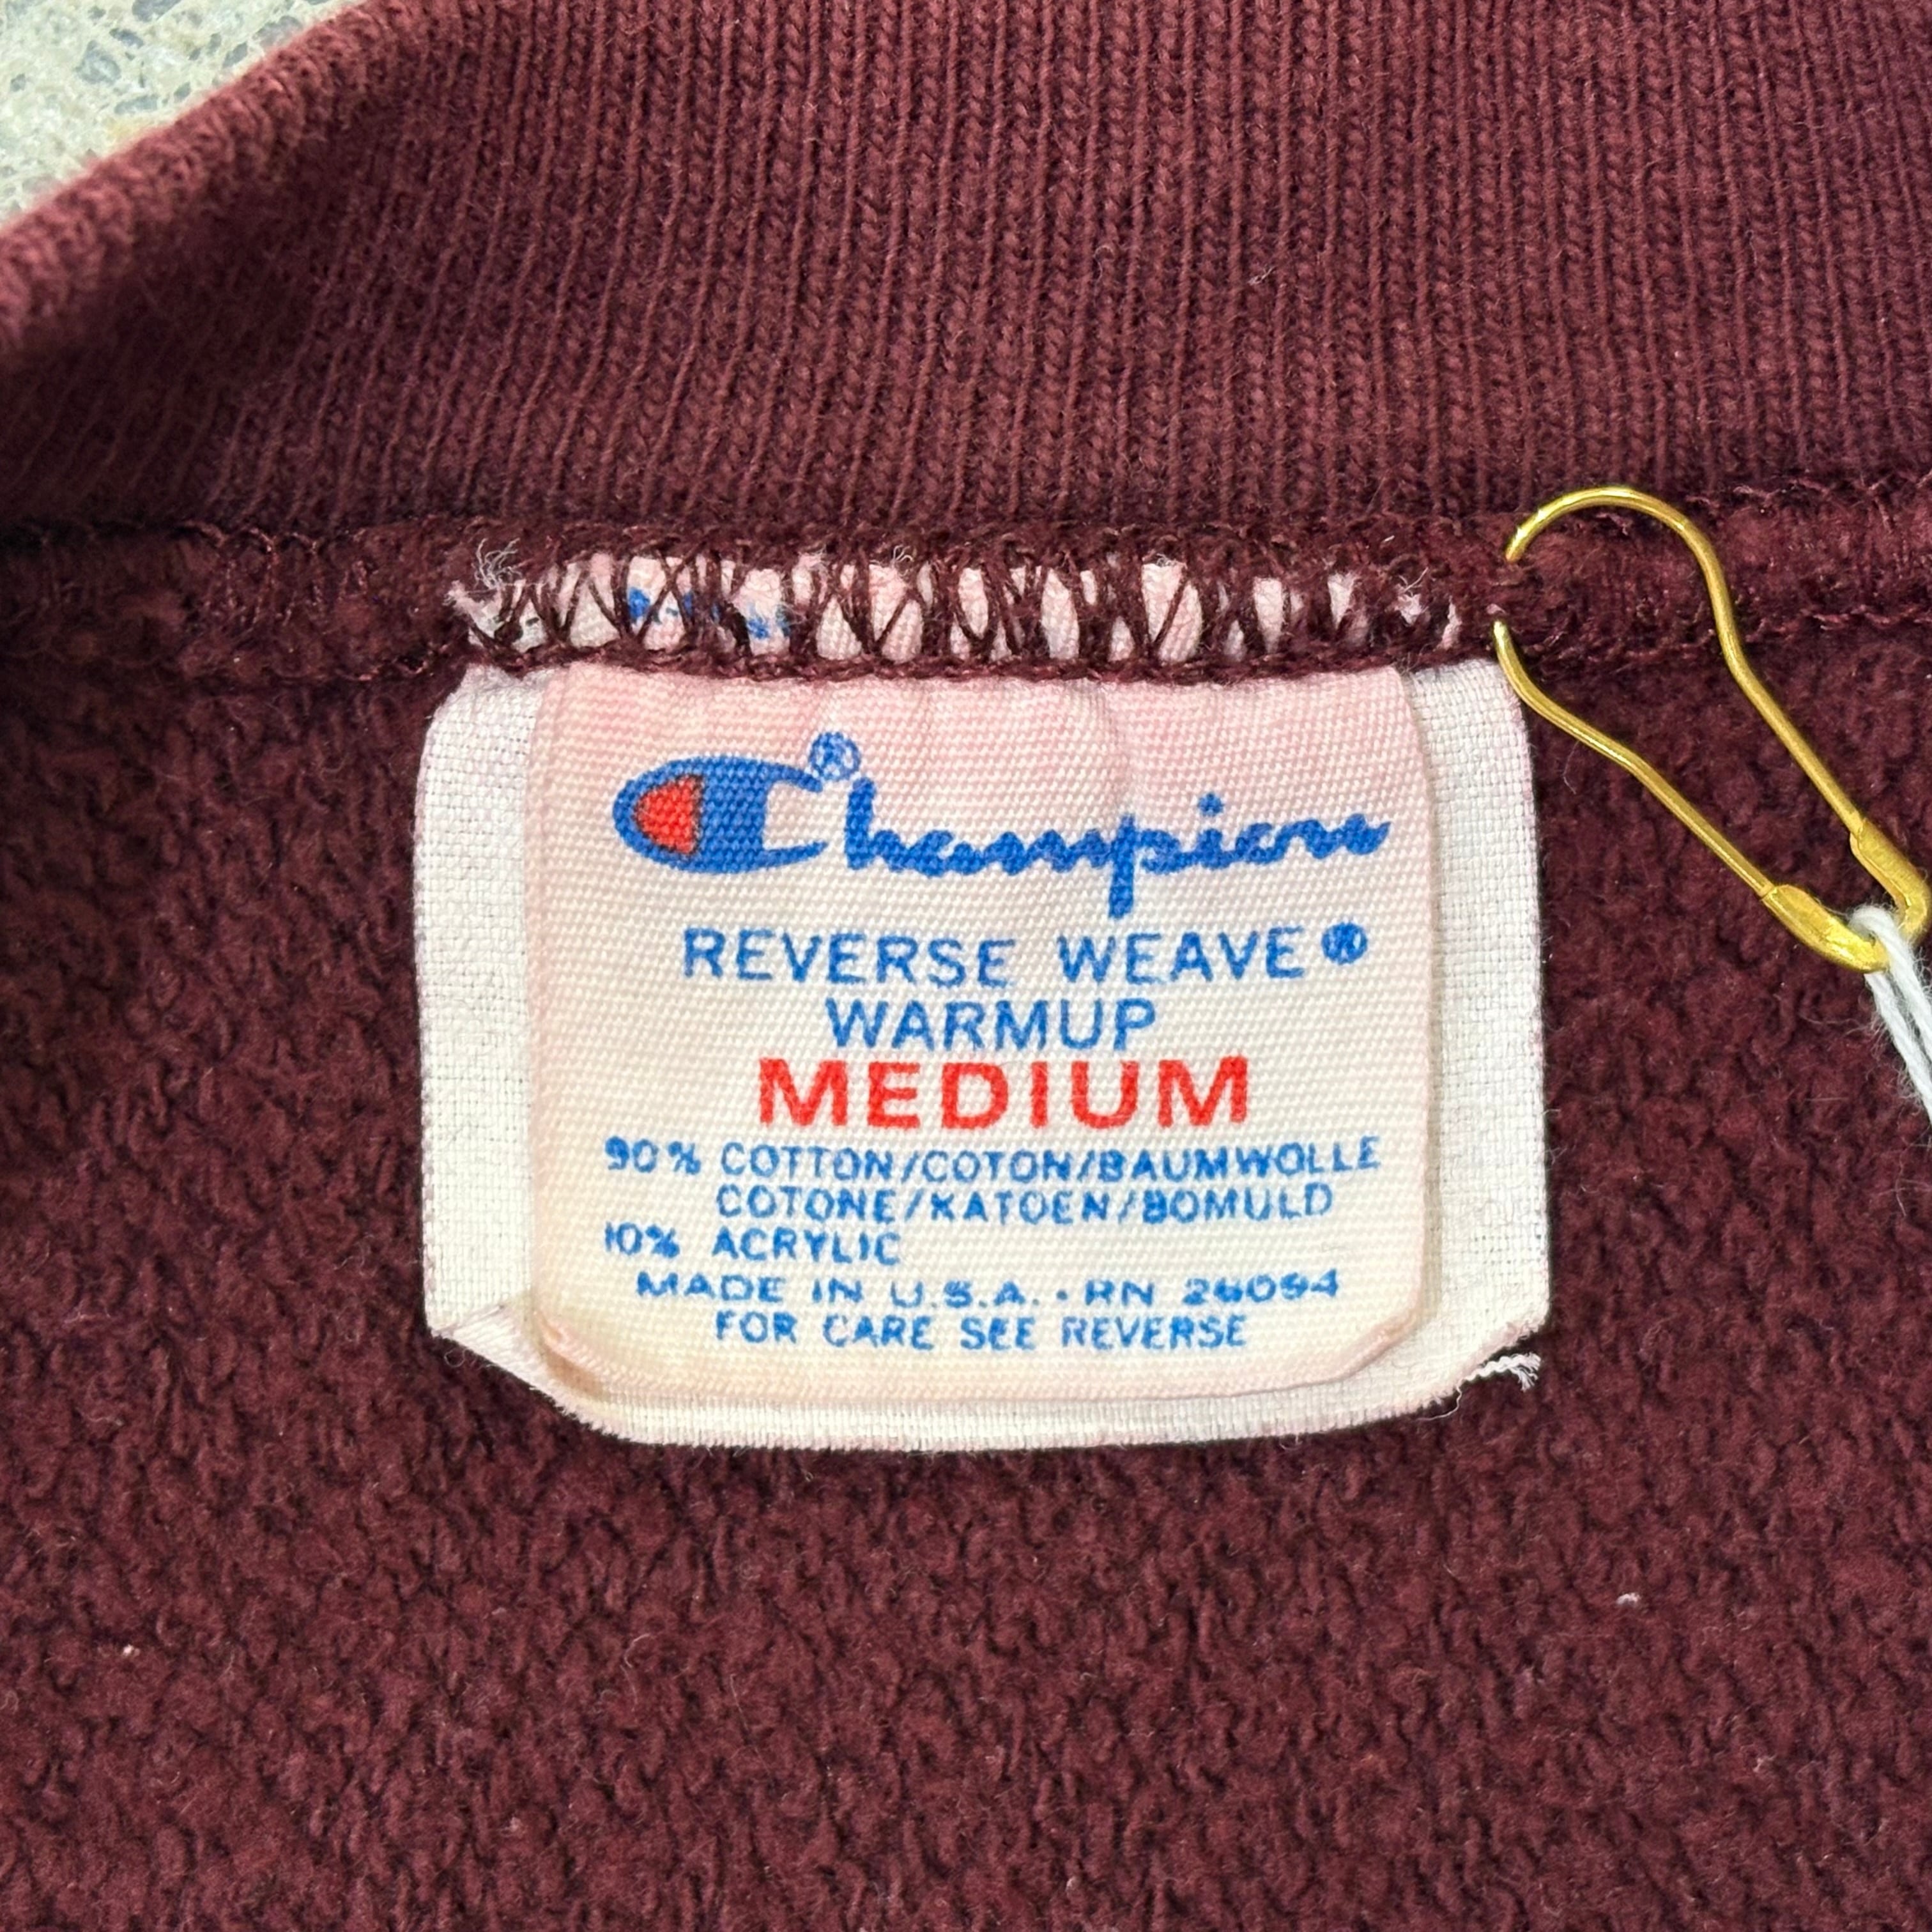 Champion®
REVERSE WEAVE®
WARMUP
MEDIUM
90% COTTON/COTON/BAUMWOLLE
COTONE/KATOEN/BOMULD
10% ACRYLIC
MADE IN U.S.A. · RN 26094
FOR CARE SEE REVERSE